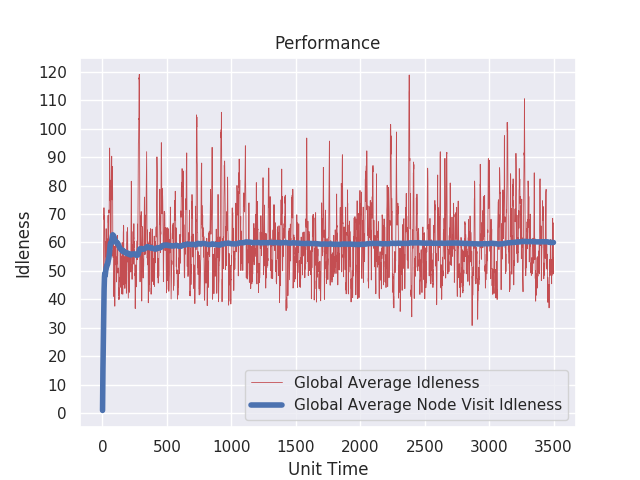 Performance
120
110
100
90
80
70
60
50
40
30
20
10
0
Idleness
0 500 1000 1500 2000 2500 3000 3500
Unit Time
Global Average Idleness
Global Average Node Visit Idleness